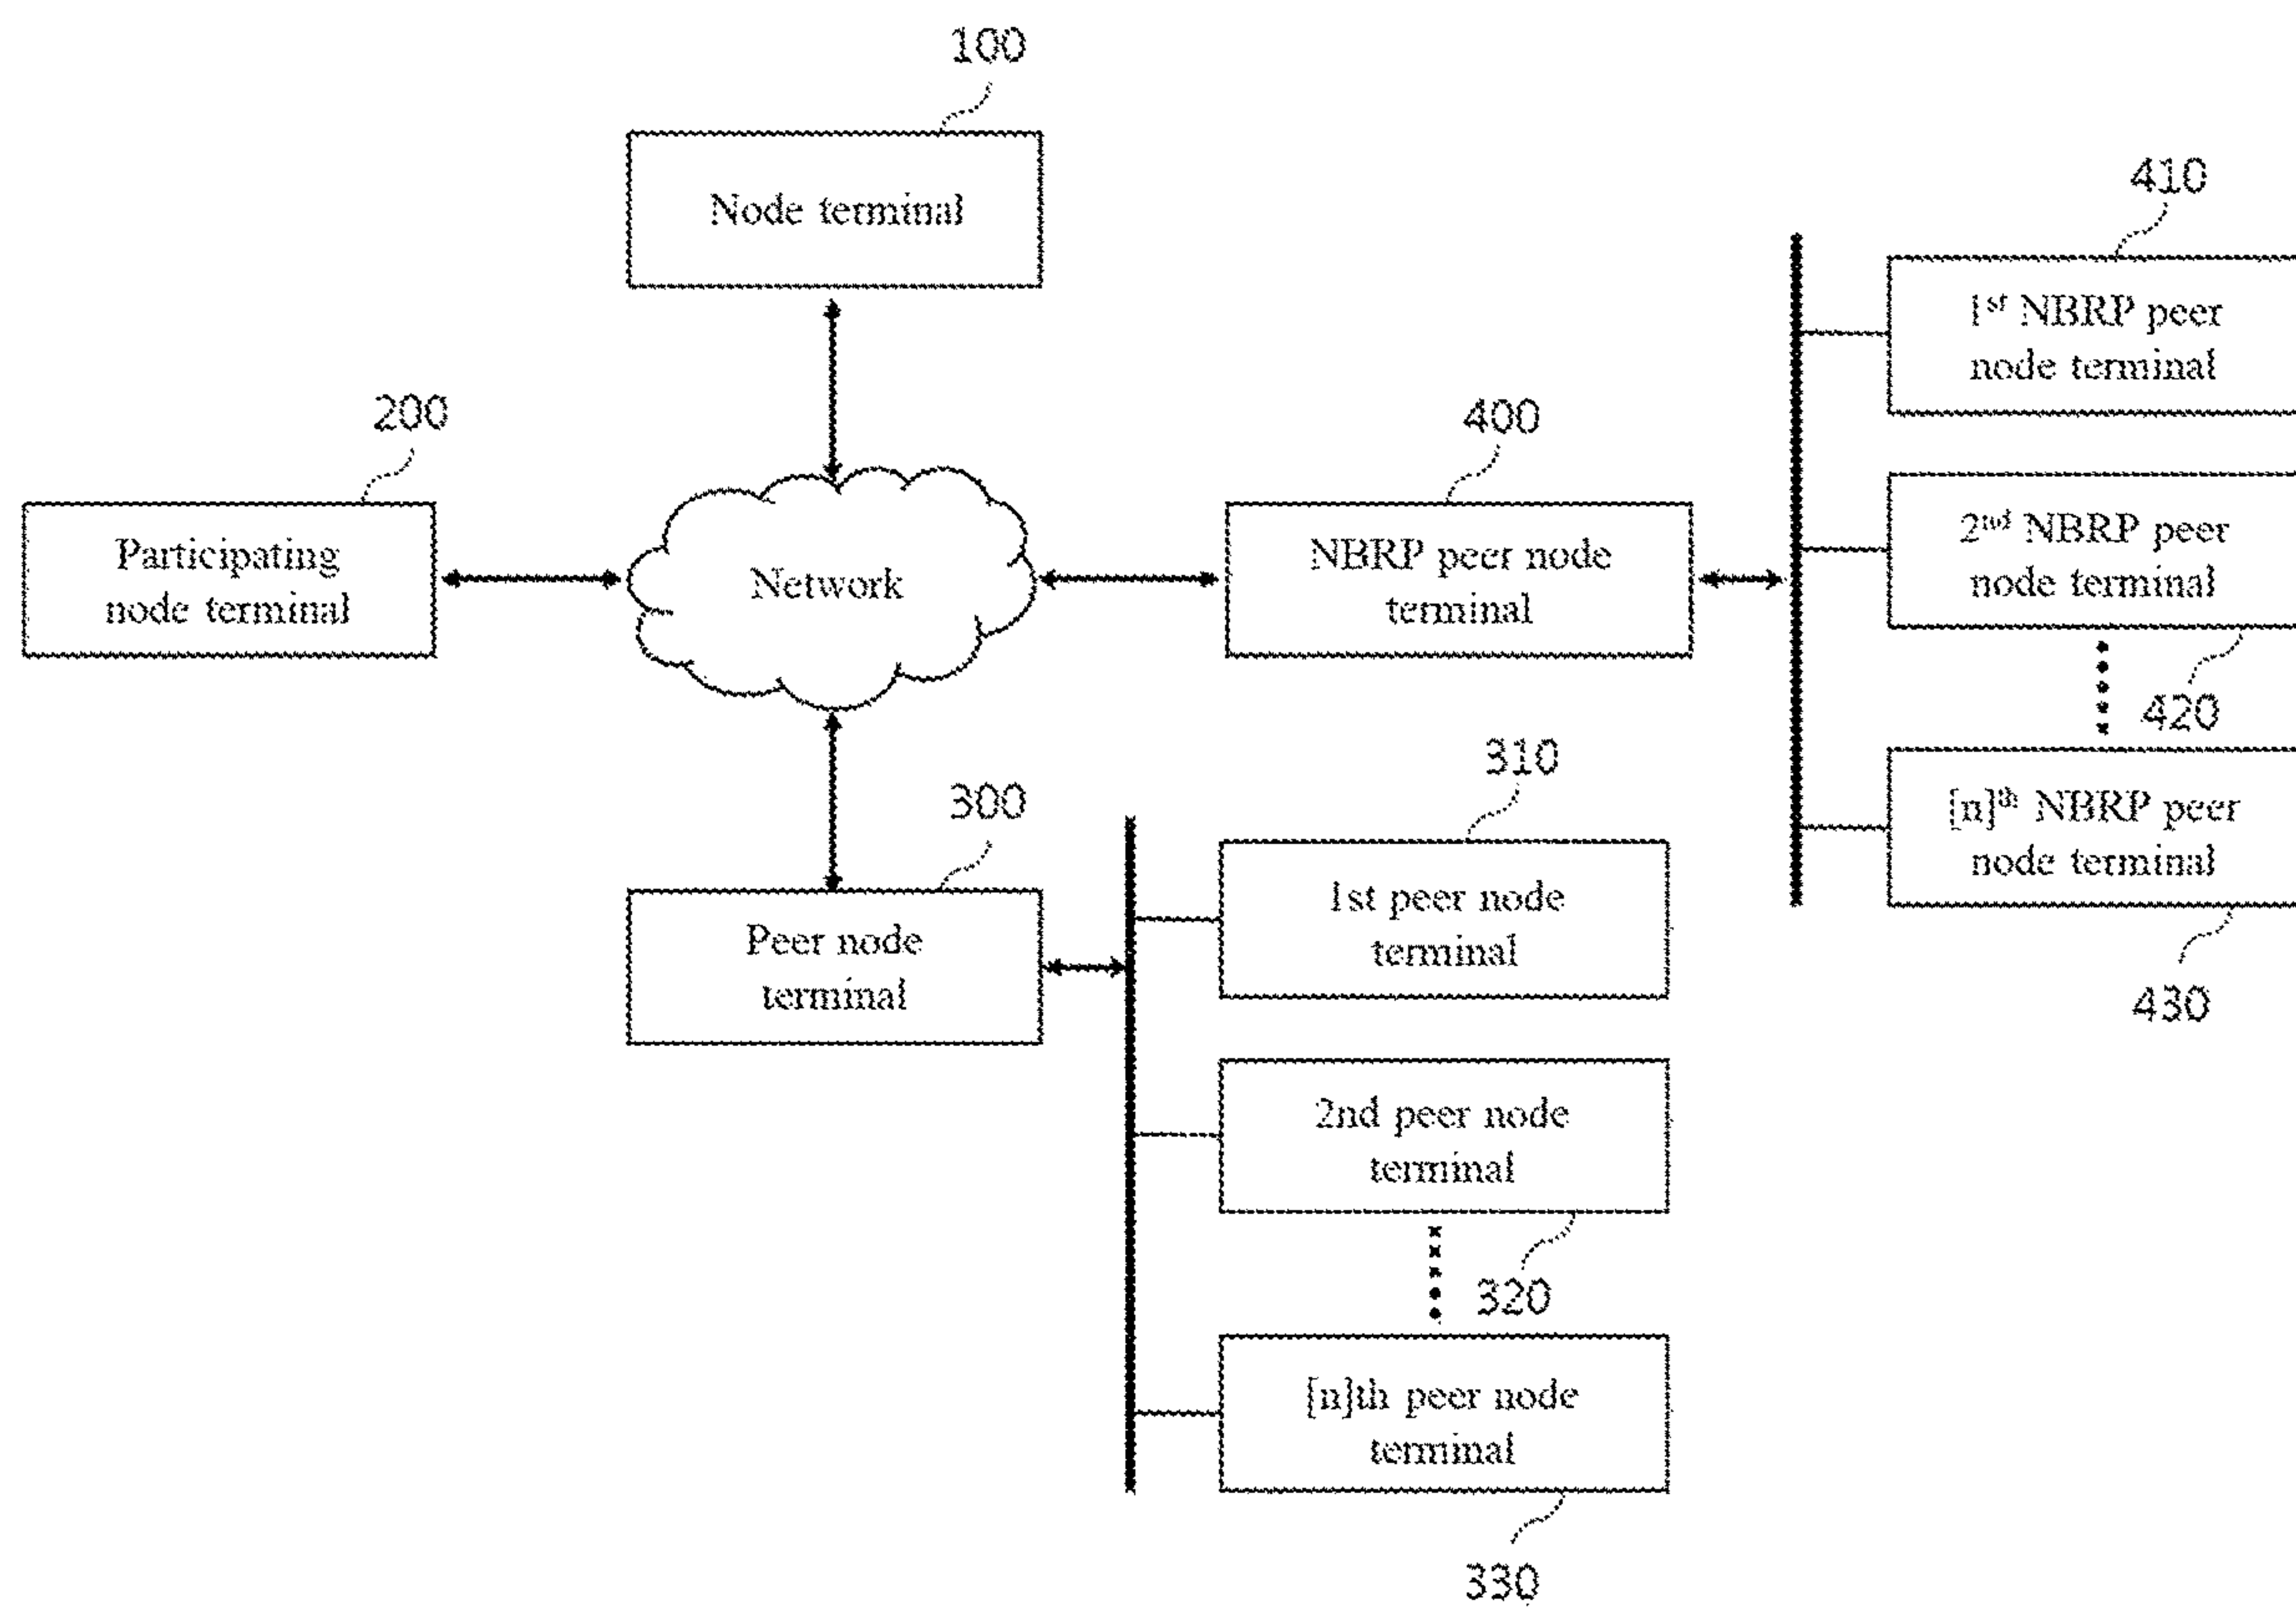 100
Node terminal
200
Participating
node terminal
Network
400
NBRP peer node
terminal
410
1st NBRP peer
node terminal
2nd NBRP peer
node terminal
420
[n]th NBRP peer
node terminal
430
300
Peer node
terminal
310
1st peer node
terminal
2nd peer node
terminal
320
[n]th peer node
terminal
330